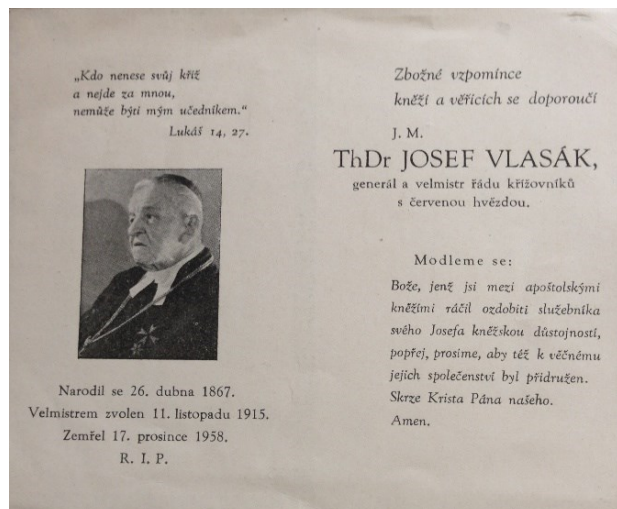 „Kdo nenese svůj kříž
a nejde za mnou,
nemůže býti mým učedníkem.“
Lukáš 14, 27.
Narodil se 26. dubna 1867.
Velmistrem zvolen 11. listopadu 1915.
Zemřel 17. prosince 1958.
R. I. P.
Zbožné vzpomínce
kněží a věřících se doporoučí
J. M.
ThDr JOSEF VLASÁK,
generál a velmistr řádu křížovníků
s červenou hvězdou.
Modleme se:
Bože, jenž jsi mezi apoštolskými
kněžími ráčil ozdobiti služebníka
svého Josefa kněžskou důstojností,
popřej, prosíme, aby též k věčnému
jejich společenství byl přidružen.
Skrze Krista Pána našeho.
Amen.